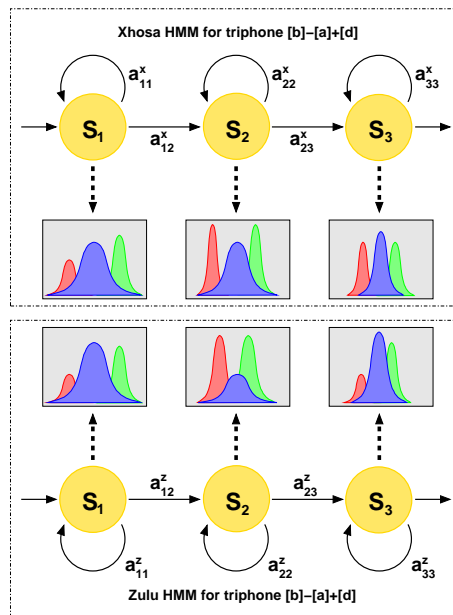 Xhosa HMM for triphone [b]–[a]+[d]
a^x_11 a^x_22 a^x_33
S_1 S_2 S_3
a^x_12 a^x_23
a^z_12 a^z_23
S_1 S_2 S_3
a^z_11 a^z_22 a^z_33
Zulu HMM for triphone [b]–[a]+[d]